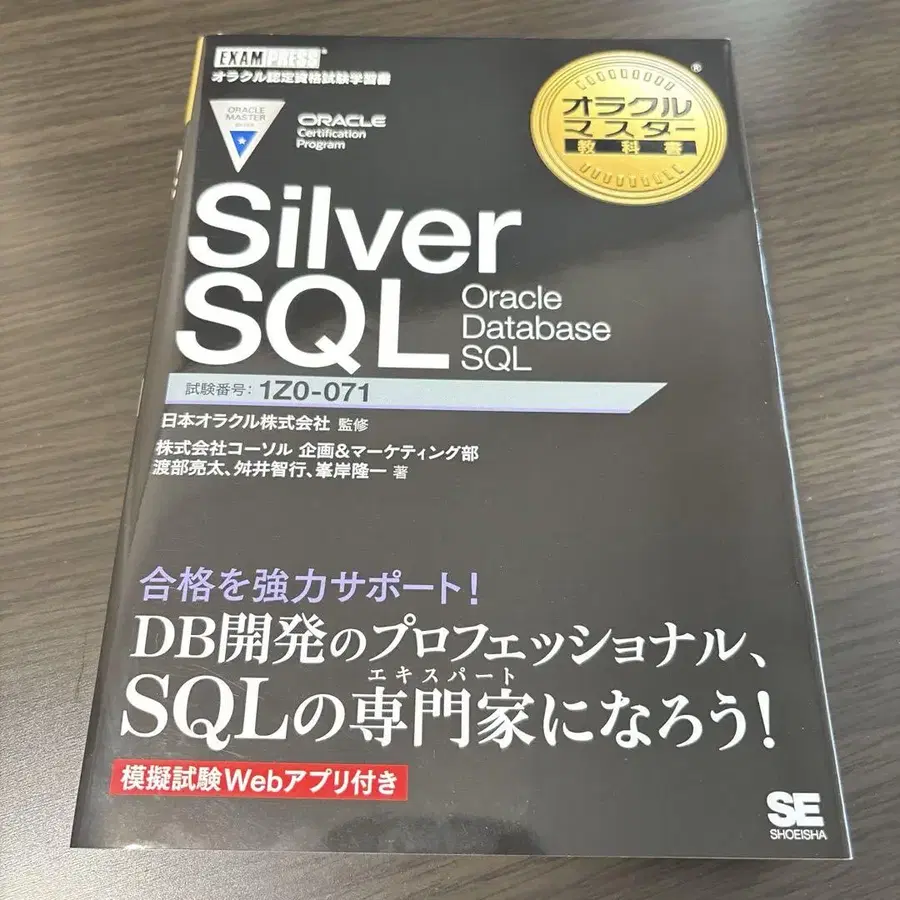 EXAMPRESS®
オラクル認定資格試験学習書
ORACLE
MASTER
ORACLE
Certification
Program
オラクル
マスター
教科書
®
Silver
SQL
Oracle
Database
SQL
試験番号：1Z0-071
日本オラクル株式会社 監修
株式会社コーソル 企画&マーケティング部
渡部亮太、舛井智行、峯岸隆一 著
合格を強力サポート！
DB開発のプロフェッショナル、
エキスパート
SQLの専門家になろう！
模擬試験Webアプリ付き
SE
SHOEISHA